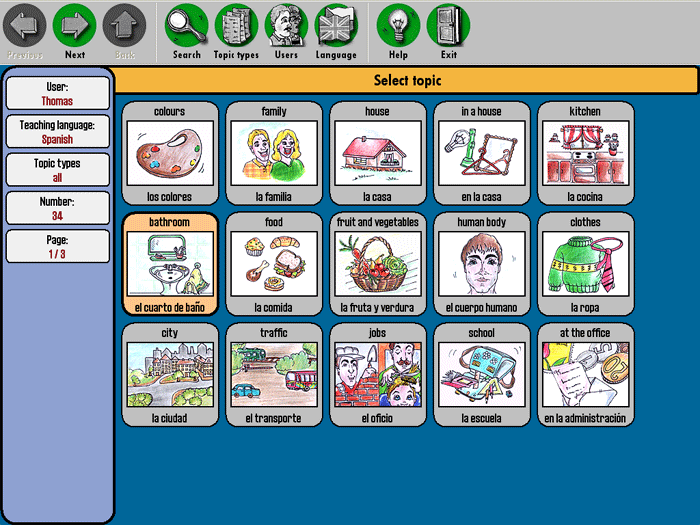 Previous Next Back Search Topic types Users Language Help Exit
Select topic
User:
Thomas
Teaching language:
Spanish
Topic types
all
Number:
34
Page:
1 / 3
colours family house in a house kitchen
los colores la familia la casa en la casa la cocina
bathroom food fruit and vegetables human body clothes
el cuarto de baño la comida la fruta y verdura el cuerpo humano la ropa
city traffic jobs school at the office
la ciudad el transporte el oficio la escuela en la administración